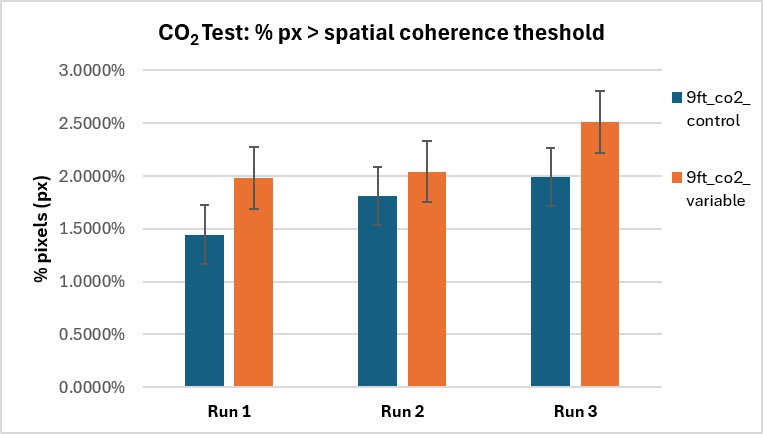 CO2 Test: % px > spatial coherence theshold
3.0000%
2.5000%
2.0000%
1.5000%
1.0000%
0.5000%
0.0000%
% pixels (px)
Run 1
Run 2
Run 3
9ft_co2_
control
9ft_co2_
variable